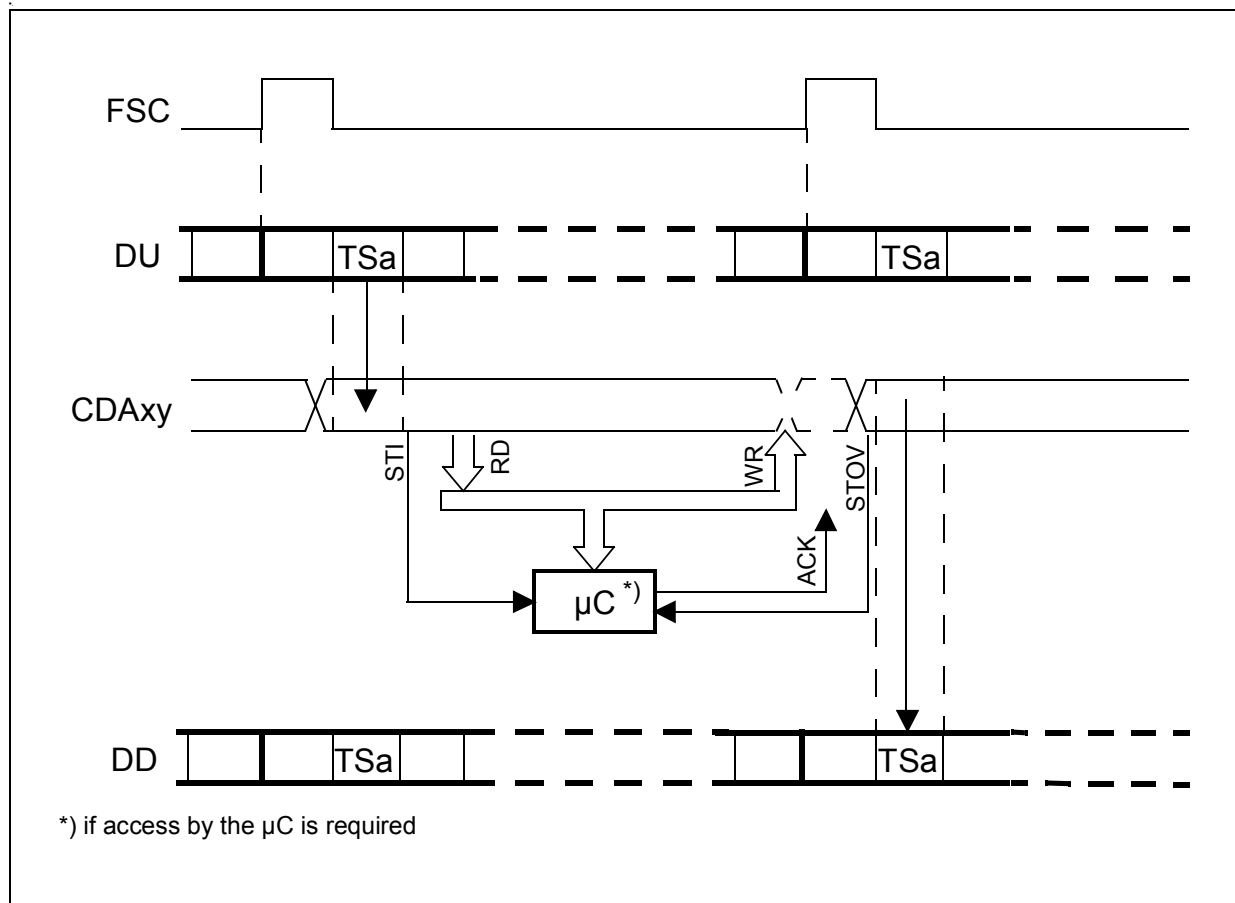 FSC
DU
TSa
TSa
CDAxy
STI
RD
WR
ACK
STOV
µC *)
DD
TSa
TSa
*) if access by the µC is required